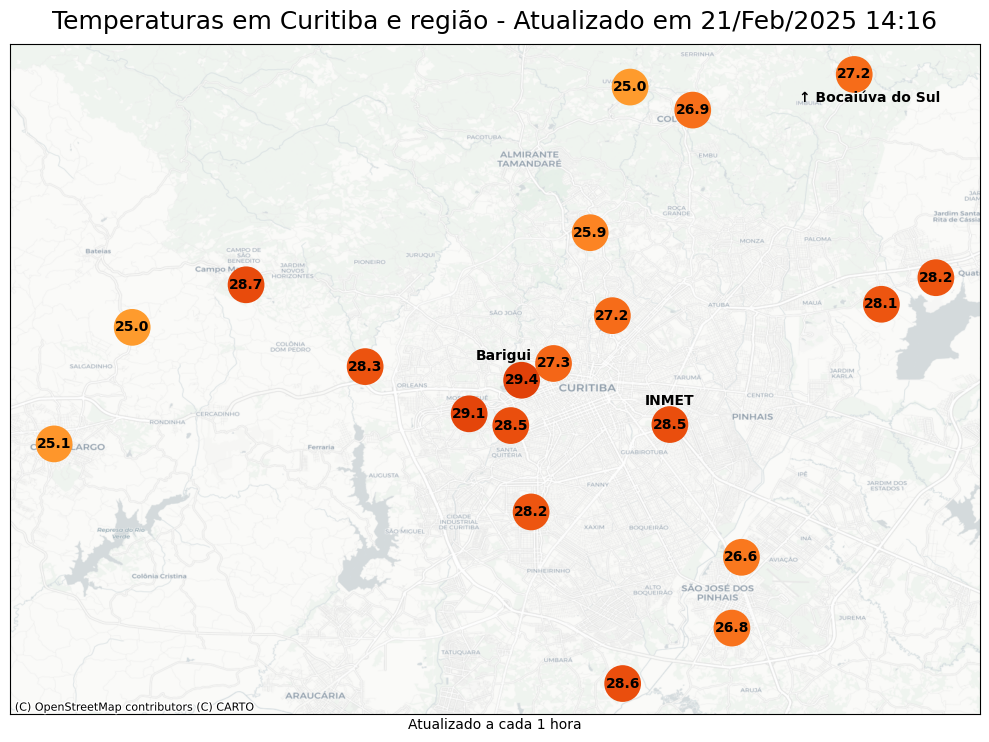 Temperaturas em Curitiba e região - Atualizado em 21/Feb/2025 14:16
SERRINHA
27.2
25.0
↑ Bocaiúva do Sul
26.9
PACOTUBA
ALMIRANTE
TAMANDARÉ
EMBU
ROÇA
GRANDE
Jardim Santa
Rita de Cássia
25.9
MONZA
PALOMA
Bateias
CAMPO DE
SÃO
BENEDITO
JURUQUI
PIONEIRO
JARDIM
NOVOS
HORIZONTES
Campo M
28.7
28.2
Quat
28.1
ATUBA
MAUÁ
SÃO JOÃO
27.2
25.0
COLÔNIA
DOM PEDRO
Barigui
27.3
SALGADINHO
28.3
29.4
TARUMÃ
JARDIM
KARLA
ORLEANS
CURITIBA
CENTRO
INMET
29.1
28.5
28.5
PINHAIS
CERCADINHO
RONDINHA
25.1
LARGO
Ferraria
SANTA
QUITÉRIA
GUABIROTUBA
AUGUSTA
FANNY
IPÊ
JARDIM DOS
ESTADOS I
28.2
CIDADE
INDUSTRIAL
DE CURITIBA
XAXIM
BOQUEIRÃO
Represa do Rio
Verde
ÃO MIGUEL
INÁ
26.6
AVIAÇÃO
Colônia Cristina
PINHEIRINHO
ALTO
BOQUEIRÃO
SÃO JOSÉ DOS
PINHAIS
26.8
JUREMA
TATUQUARA
UMBARÁ
28.6
ARUJÁ
ARAUCÁRIA
(C) OpenStreetMap contributors (C) CARTO
Atualizado a cada 1 hora